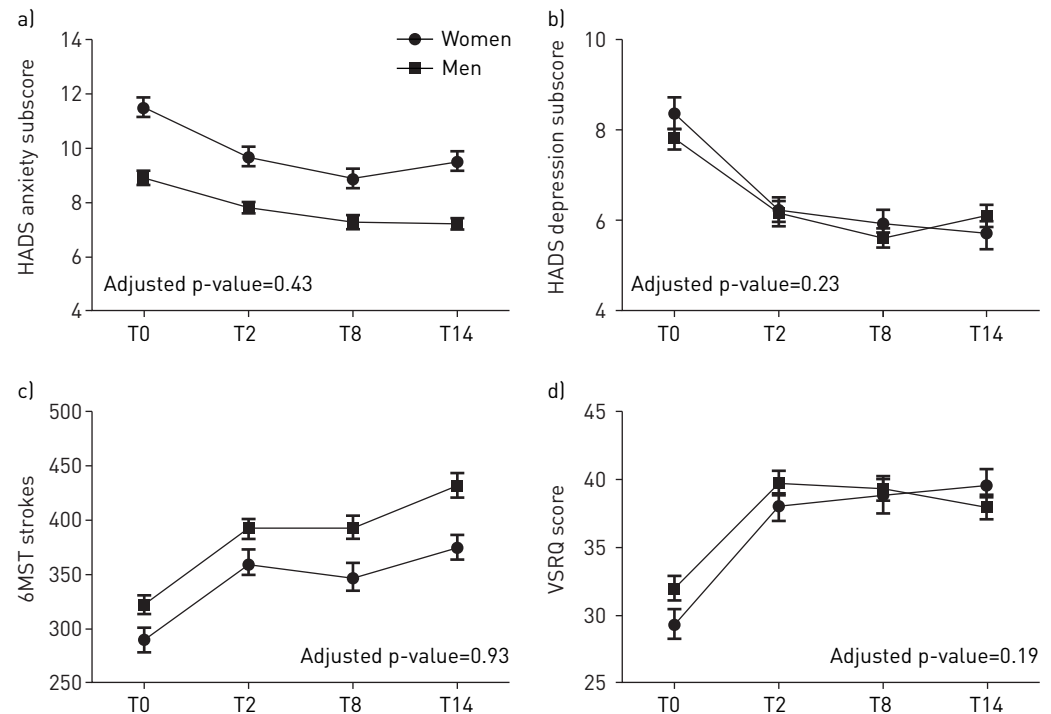 a)
14
12
10
8
6
4
HADS anxiety subscore
Women
Men
Adjusted p-value=0.43
T0 T2 T8 T14
b)
10
8
6
4
HADS depression subscore
Adjusted p-value=0.23
T0 T2 T8 T14
c)
500
450
400
350
300
250
6MST strokes
Adjusted p-value=0.93
T0 T2 T8 T14
d)
45
40
35
30
25
VSRQ score
Adjusted p-value=0.19
T0 T2 T8 T14